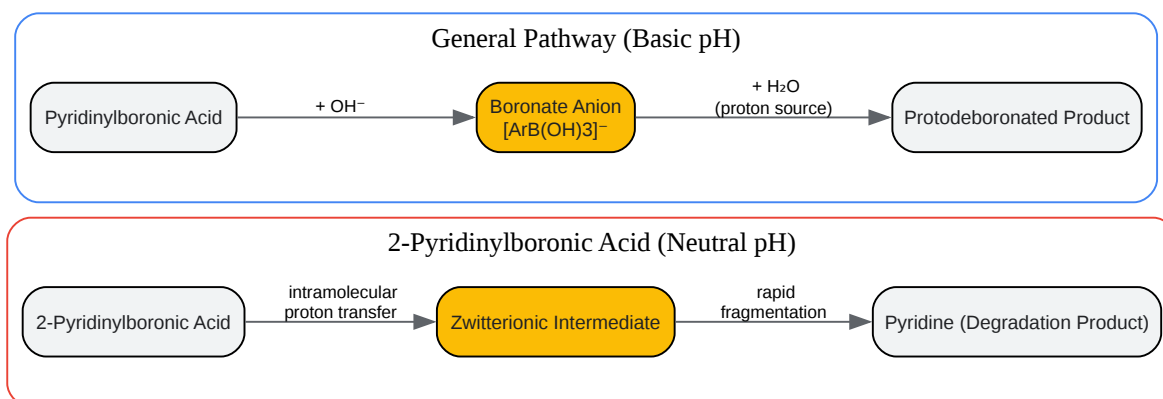 General Pathway (Basic pH)
Pyridinylboronic Acid
+ OH⁻
Boronate Anion
[ArB(OH)3]⁻
+ H₂O
(proton source)
Protodeboronated Product
2-Pyridinylboronic Acid (Neutral pH)
2-Pyridinylboronic Acid
intramolecular
proton transfer
Zwitterionic Intermediate
rapid
fragmentation
Pyridine (Degradation Product)